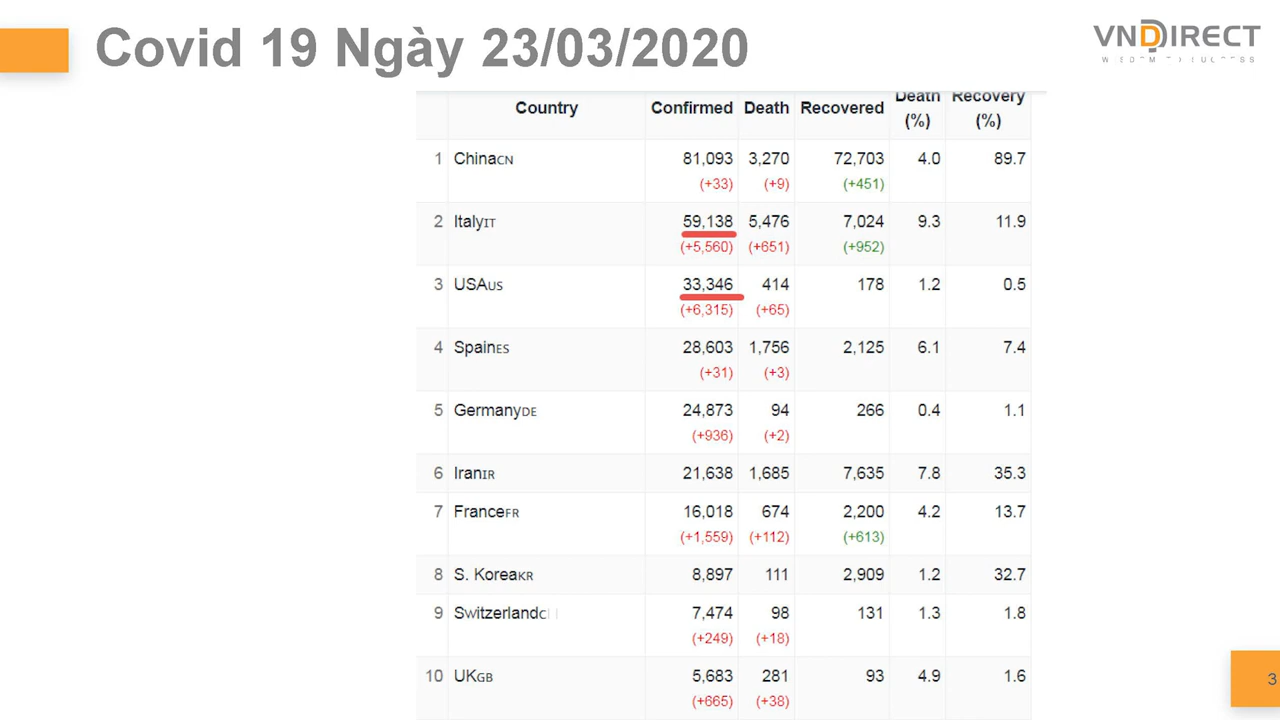 Covid 19 Ngày 23/03/2020
VNDIRECT
Country Confirmed Death Recovered Death (%) Recovery (%)
1 ChinaCN 81,093 3,270 72,703 4.0 89.7
(+33) (+9) (+451)
2 ItalyIT 59,138 5,476 7,024 9.3 11.9
(+5,560) (+651) (+952)
3 USAUS 33,346 414 178 1.2 0.5
(+6,315) (+65)
4 SpainES 28,603 1,756 2,125 6.1 7.4
(+31) (+3)
5 GermanyDE 24,873 94 266 0.4 1.1
(+936) (+2)
6 IranIR 21,638 1,685 7,635 7.8 35.3
7 FranceFR 16,018 674 2,200 4.2 13.7
(+1,559) (+112) (+613)
8 S. KoreaKR 8,897 111 2,909 1.2 32.7
9 Switzerland 7,474 98 131 1.3 1.8
(+249) (+18)
10 UKGB 5,683 281 93 4.9 1.6
(+665) (+38)
3